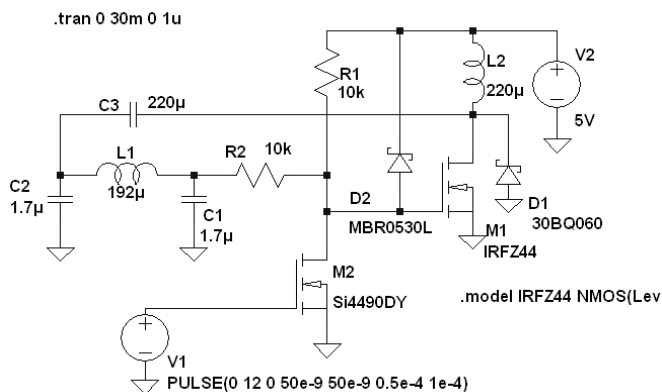 .tran 0 30m 0 1u
V2
L2
R1
10k
220µ
C3
220µ
5V
L1
R2
10k
C2
192µ
D2
D1
1.7µ
C1
1.7µ
MBR0530L
M1
30BQ060
IRFZ44
M2
Si4490DY
.model IRFZ44 NMOS(Lev
V1
PULSE(0 12 0 50e-9 50e-9 0.5e-4 1e-4)